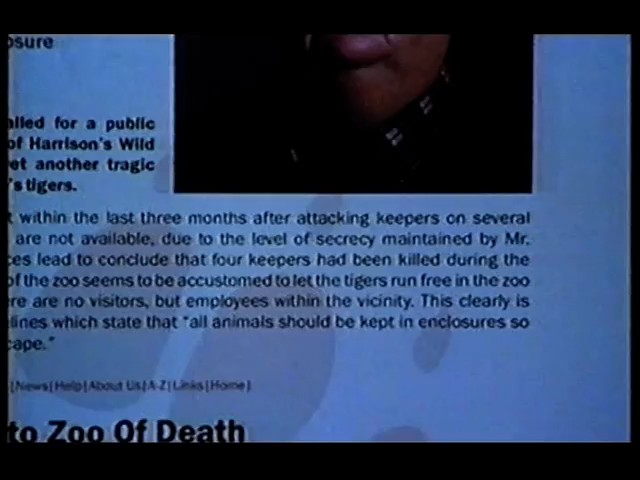 osure
alled for a public
of Harrison's Wild
et another tragic
's tigers.
t within the last three months after attacking keepers on several
are not available, due to the level of secrecy maintained by Mr.
ces lead to conclude that four keepers had been killed during the
of the zoo seems to be accustomed to let the tigers run free in the zoo
re are no visitors, but employees within the vicinity. This clearly is
lines which state that "all animals should be kept in enclosures so
cape."
|News|Help|About Us|A-Z|Links|Home|
to Zoo Of Death